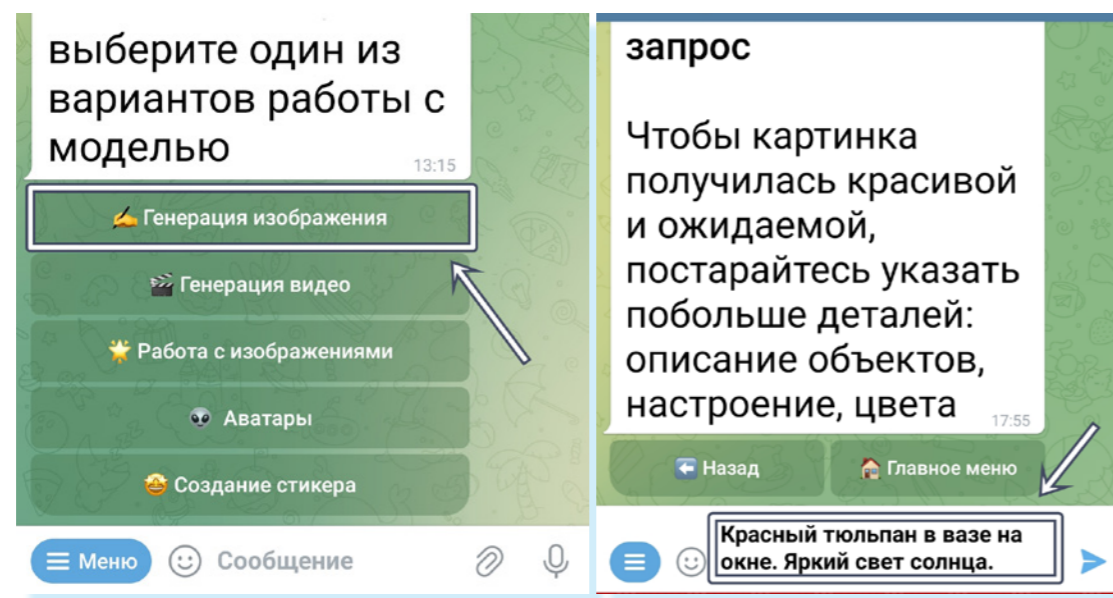 выберите один из
вариантов работы с
моделью
13:15
✍️ Генерация изображения
🎬 Генерация видео
🌟 Работа с изображениями
👽 Аватары
🤩 Создание стикера
Меню
Сообщение
запрос
Чтобы картинка
получилась красивой
и ожидаемой,
постарайтесь указать
побольше деталей:
описание объектов,
настроение, цвета
17:55
⬅️ Назад
🏠 Главное меню
Красный тюльпан в вазе на
окне. Яркий свет солнца.